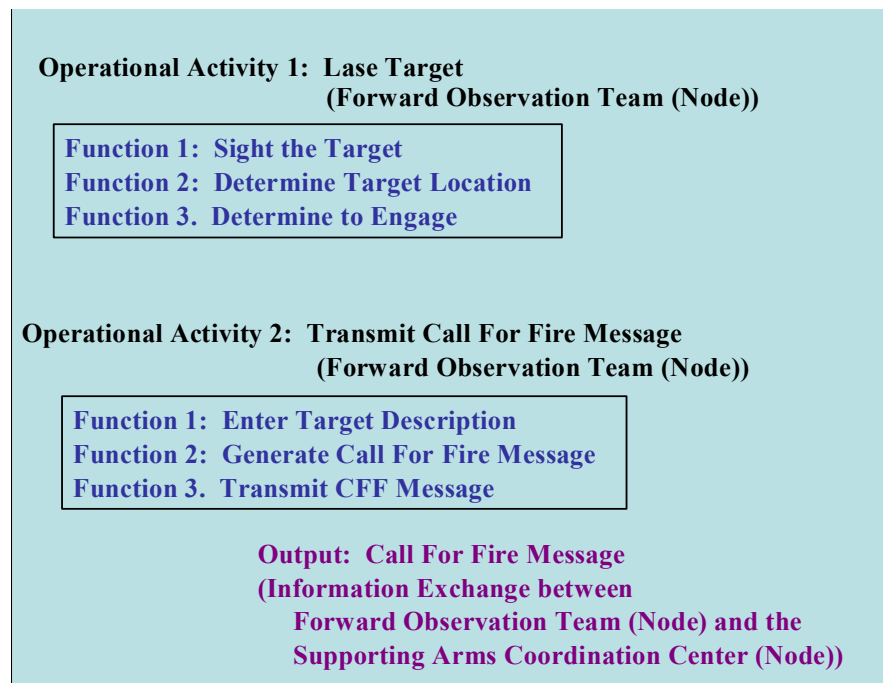 Operational Activity 1:  Lase Target
(Forward Observation Team (Node))
Function 1:  Sight the Target
Function 2:  Determine Target Location
Function 3.  Determine to Engage
Operational Activity 2:  Transmit Call For Fire Message
(Forward Observation Team (Node))
Function 1:  Enter Target Description
Function 2:  Generate Call For Fire Message
Function 3.  Transmit CFF Message
Output:  Call For Fire Message
(Information Exchange between
Forward Observation Team (Node) and the
Supporting Arms Coordination Center (Node))